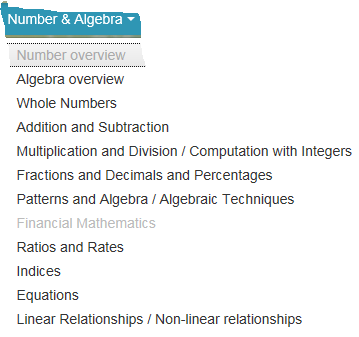 Number & Algebra
Number overview
Algebra overview
Whole Numbers
Addition and Subtraction
Multiplication and Division / Computation with Integers
Fractions and Decimals and Percentages
Patterns and Algebra / Algebraic Techniques
Financial Mathematics
Ratios and Rates
Indices
Equations
Linear Relationships / Non-linear relationships